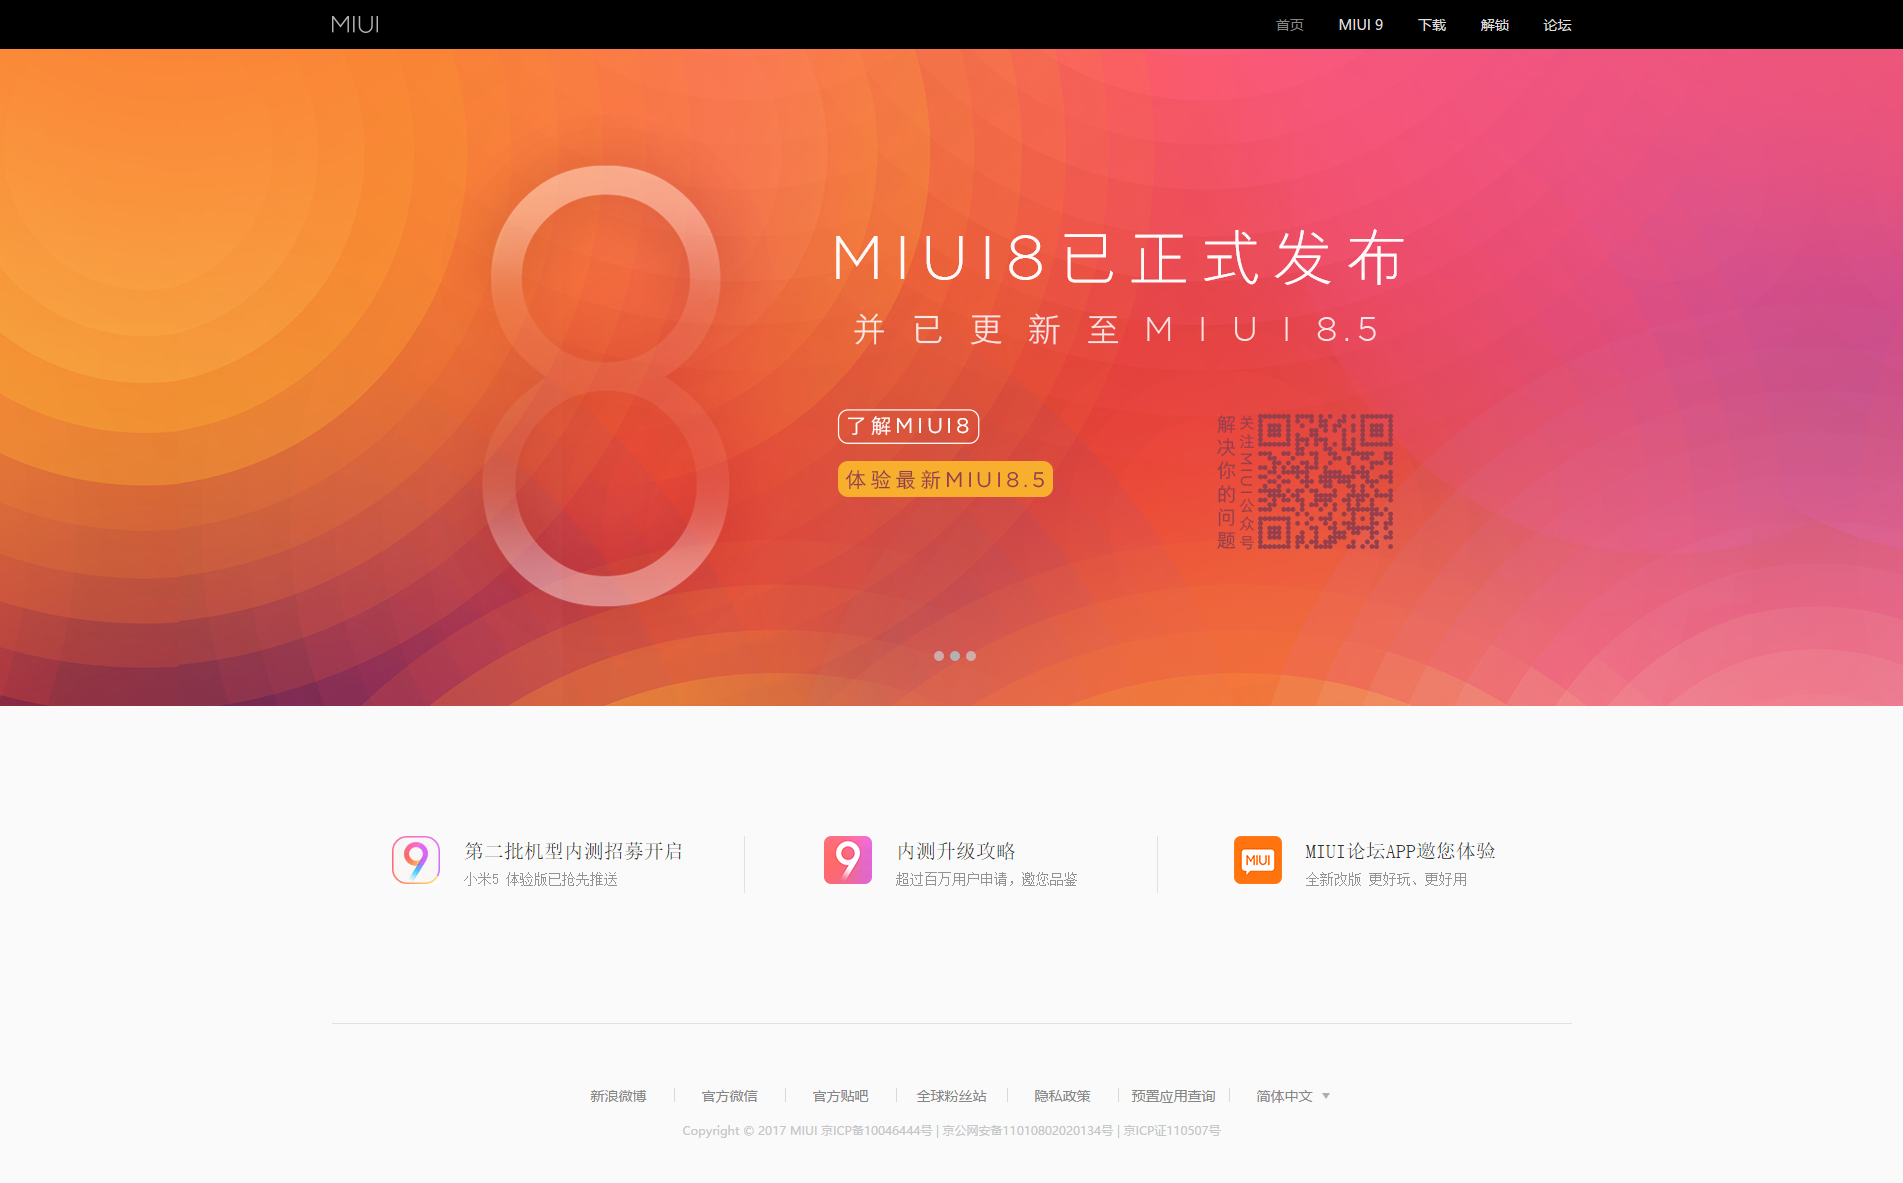 MIUI
首页 MIUI 9 下载 解锁 论坛
8
MIUI8已正式发布
并已更新至MIUI8.5
了解MIUI8
体验最新MIUI8.5
解决你的问题
关注MIUI公众号
9
第二批机型内测招募开启
小米5 体验版已抢先推送
9
内测升级攻略
超过百万用户申请，邀您品鉴
MIUI
MIUI论坛APP邀您体验
全新改版 更好玩、更好用
新浪微博 官方微信 官方贴吧 全球粉丝站 隐私政策 预置应用查询 简体中文
Copyright © 2017 MIUI 京ICP备10046444号 | 京公网安备11010802020134号 | 京ICP证110507号